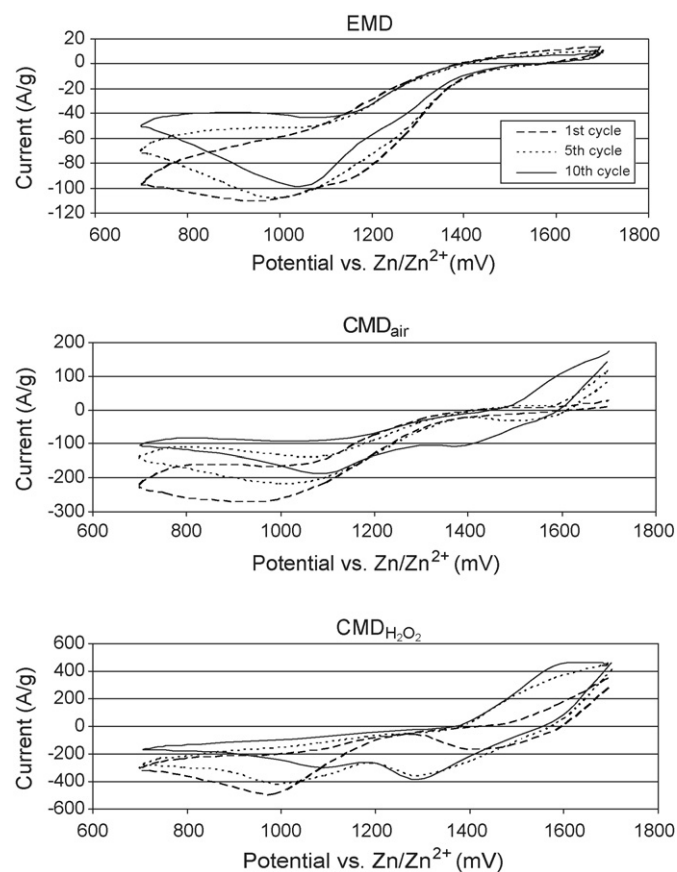 EMD
20
0
-20
-40
-60
-80
-100
-120
Current (A/g)
1st cycle
5th cycle
10th cycle
600 800 1000 1200 1400 1600 1800
Potential vs. Zn/Zn²⁺ (mV)
CMD_air
200
100
0
-100
-200
-300
Current (A/g)
600 800 1000 1200 1400 1600 1800
Potential vs. Zn/Zn²⁺ (mV)
CMD_H₂O₂
600
400
200
0
-200
-400
-600
Current (A/g)
600 800 1000 1200 1400 1600 1800
Potential vs. Zn/Zn²⁺ (mV)